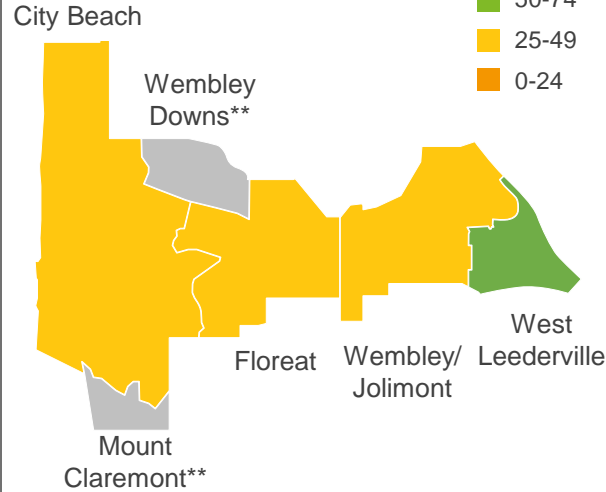 City Beach
25-49
0-24
Wembley
Downs**
Floreat
Wembley/
Jolimont
West
Leederville
Mount
Claremont**